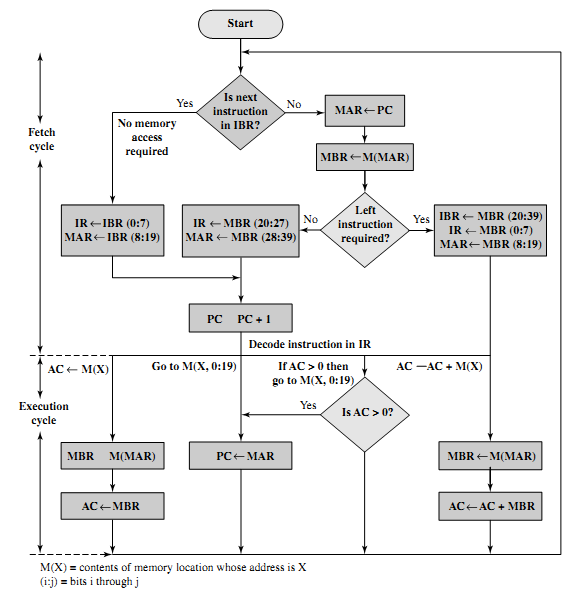 Start
Is next
instruction
in IBR?
Yes
No
No memory
access
required
MAR ← PC
MBR ← M(MAR)
Fetch
cycle
Left
instruction
required?
No
Yes
IR ← IBR (0:7)
MAR ← IBR (8:19)
IR ← MBR (20:27)
MAR ← MBR (28:39)
IBR ← MBR (20:39)
IR ← MBR (0:7)
MAR ← MBR (8:19)
PC PC + 1
Decode instruction in IR
AC ← M(X)
Go to M(X, 0:19)
If AC > 0 then
go to M(X, 0:19)
AC — AC + M(X)
Execution
cycle
Yes
Is AC > 0?
MBR M(MAR)
PC ← MAR
MBR ← M(MAR)
AC ← MBR
AC ← AC + MBR
M(X) = contents of memory location whose address is X
(i:j) = bits i through j